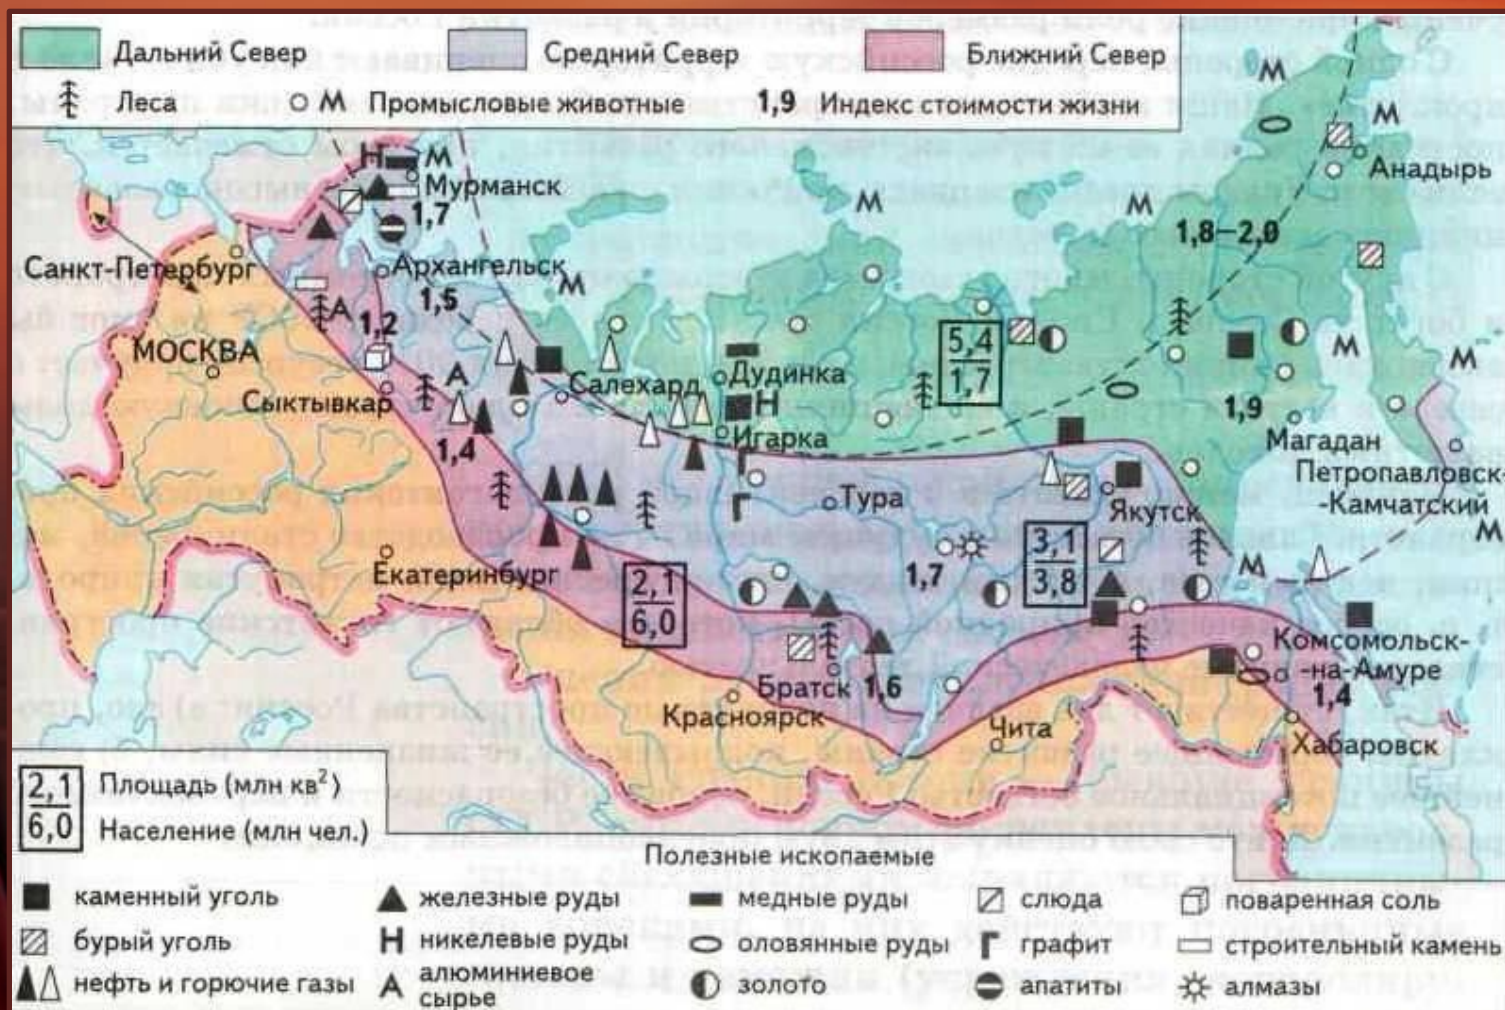 Дальний Север
Средний Север
Ближний Север
Леса
М Промысловые животные
1,9 Индекс стоимости жизни
М
М
Анадырь
Н
М
Мурманск
1,7
М
М
1,8–2,0
Санкт-Петербург
Архангельск
1,5
М
А
1,2
МОСКВА
5,4
1,7
М
М
Дудинка
Салехард
А
Н
Сыктывкар
1,9
Игарка
Магадан
1,4
Г
Петропавловск-
-Камчатский
Г
Тура
Якутск
М
Екатеринбург
2,1
6,0
1,7
3,1
3,8
М
Комсомольск-
-на-Амуре
Братск
1,6
1,4
Красноярск
Чита
Хабаровск
2,1
6,0
Площадь (млн кв²)
Население (млн чел.)
Полезные ископаемые
каменный уголь
железные руды
медные руды
слюда
поваренная соль
бурый уголь
Н никелевые руды
оловянные руды
Г графит
строительный камень
нефть и горючие газы
А алюминиевое
сырье
золото
апатиты
алмазы